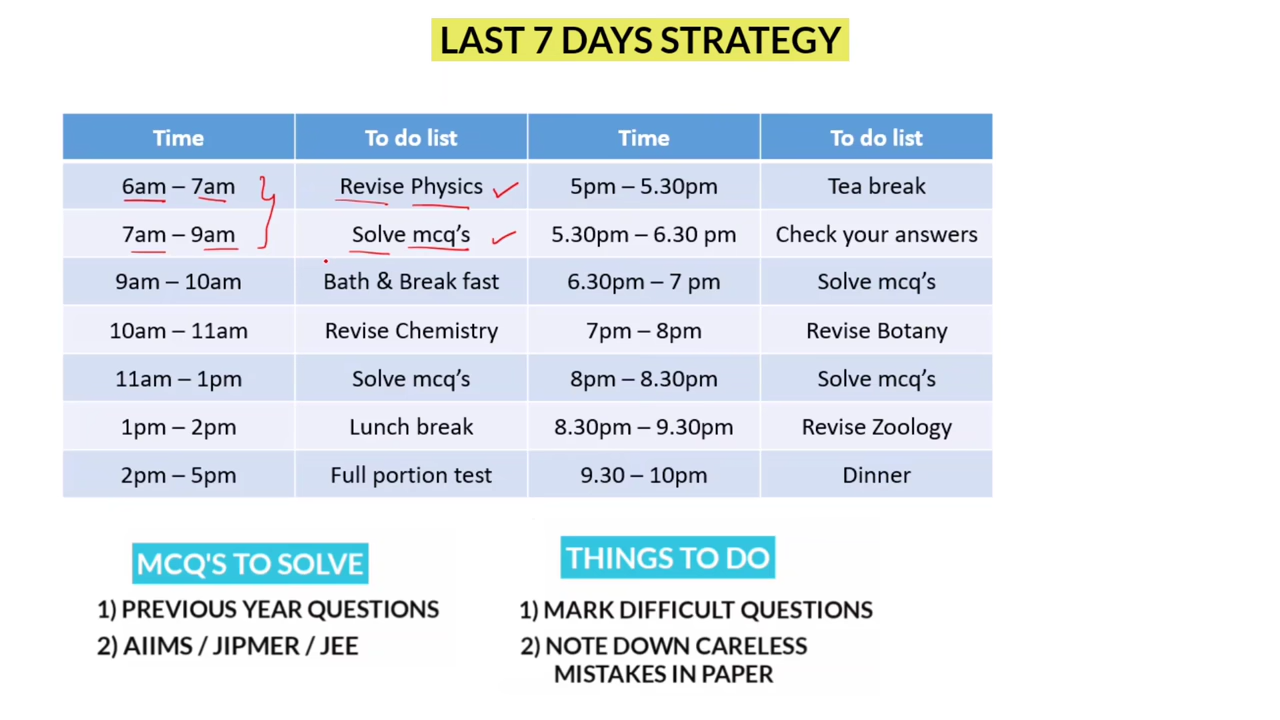 LAST 7 DAYS STRATEGY
Time To do list Time To do list
6am – 7am Revise Physics 5pm – 5.30pm Tea break
7am – 9am Solve mcq's 5.30pm – 6.30 pm Check your answers
9am – 10am Bath & Break fast 6.30pm – 7 pm Solve mcq's
10am – 11am Revise Chemistry 7pm – 8pm Revise Botany
11am – 1pm Solve mcq's 8pm – 8.30pm Solve mcq's
1pm – 2pm Lunch break 8.30pm – 9.30pm Revise Zoology
2pm – 5pm Full portion test 9.30 – 10pm Dinner
MCQ'S TO SOLVE
1) PREVIOUS YEAR QUESTIONS
2) AIIMS / JIPMER / JEE
THINGS TO DO
1) MARK DIFFICULT QUESTIONS
2) NOTE DOWN CARELESS
MISTAKES IN PAPER